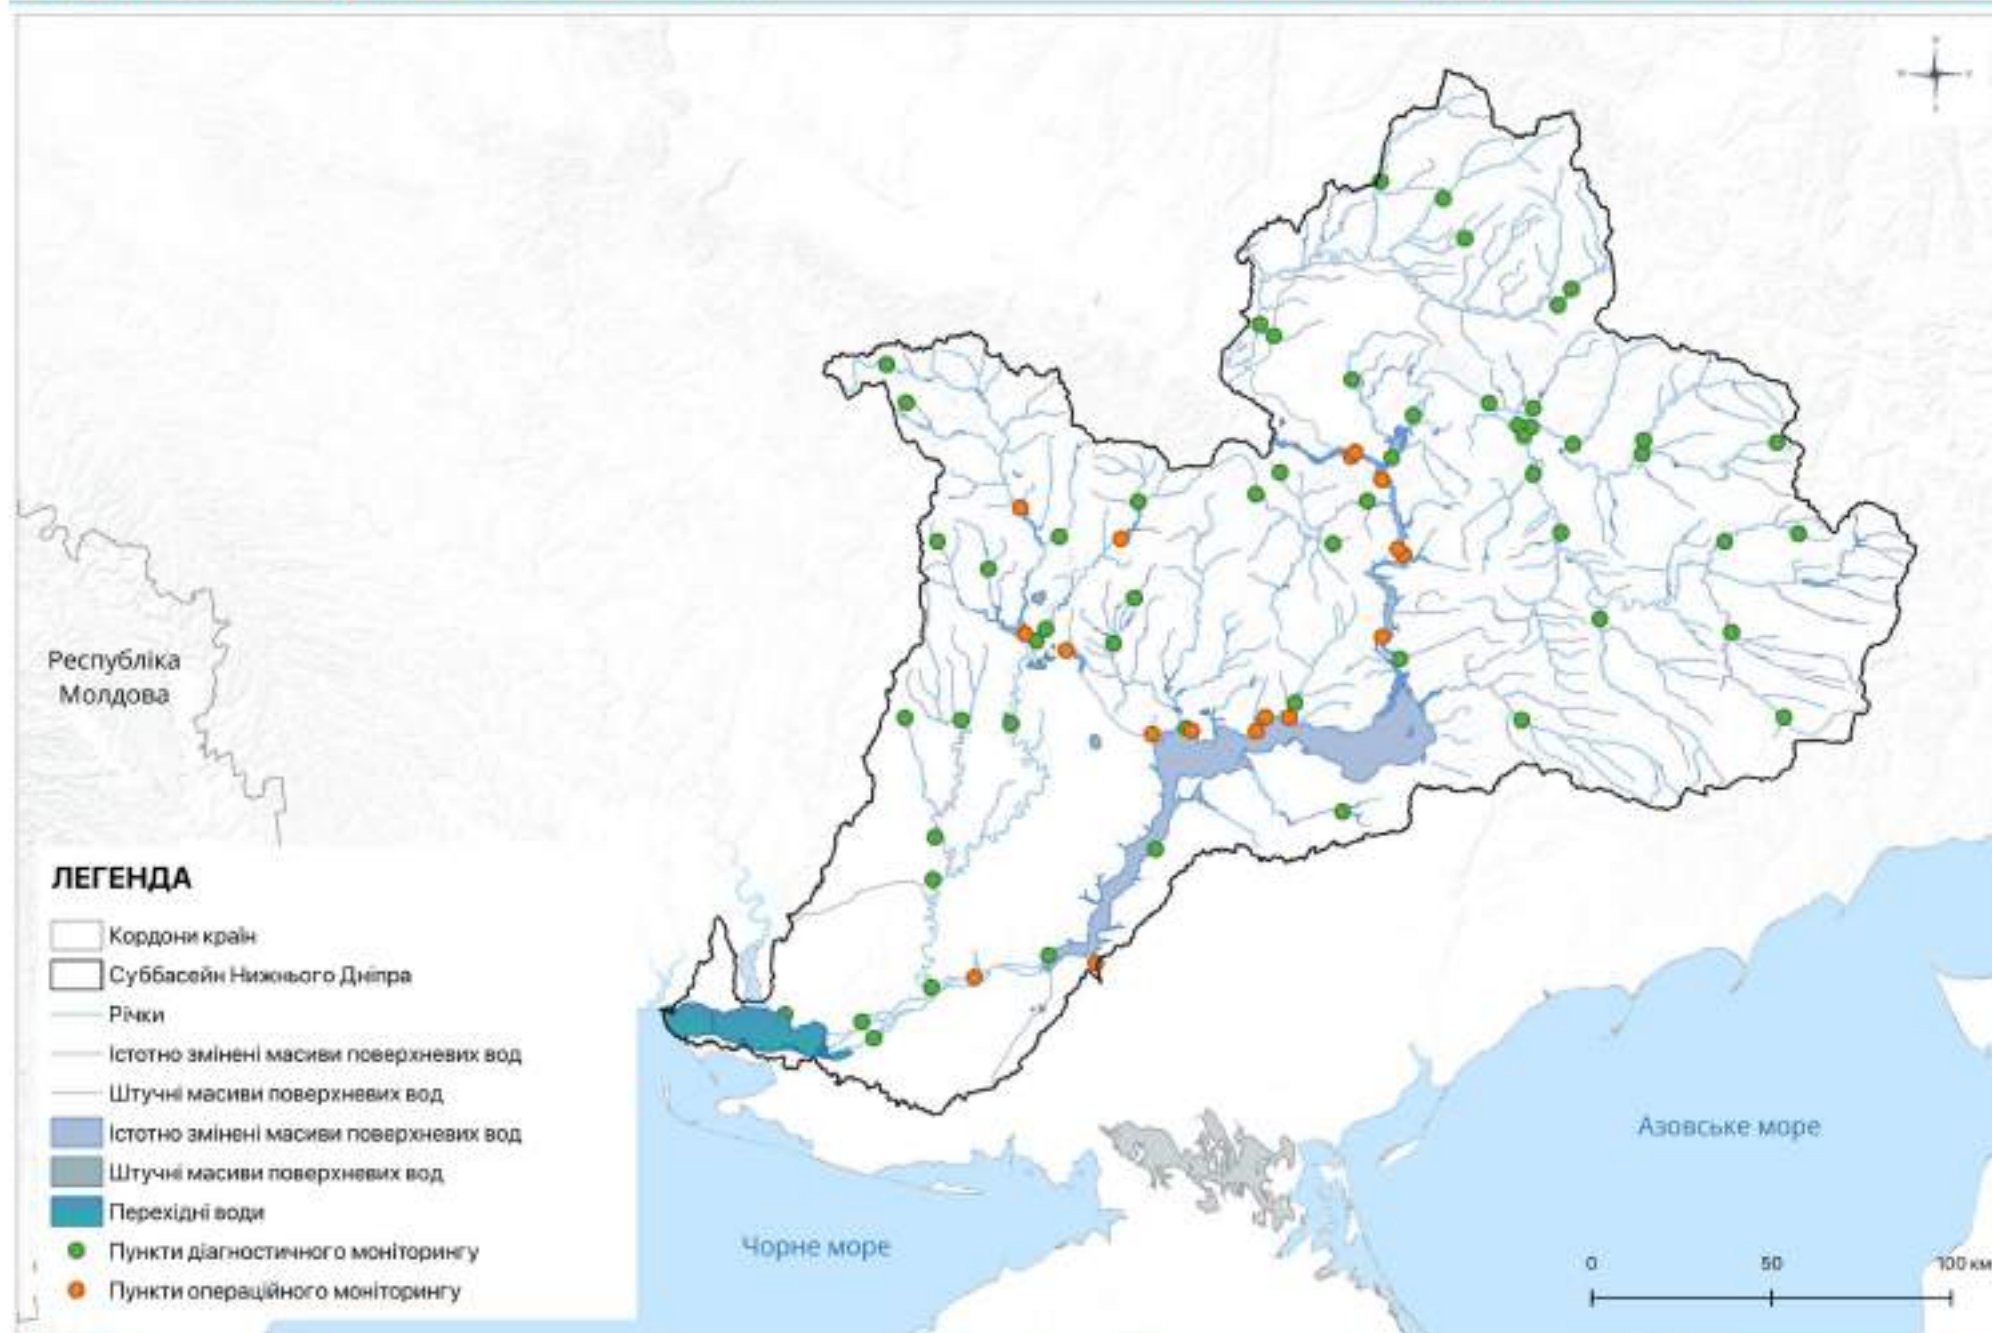 Республіка
Молдова
ЛЕГЕНДА
Кордони країн
Суббасейн Нижнього Дніпра
Річки
Істотно змінені масиви поверхневих вод
Штучні масиви поверхневих вод
Істотно змінені масиви поверхневих вод
Штучні масиви поверхневих вод
Перехідні води
Пункти діагностичного моніторингу
Пункти операційного моніторингу
Чорне море
Азовське море
0 50 100 км